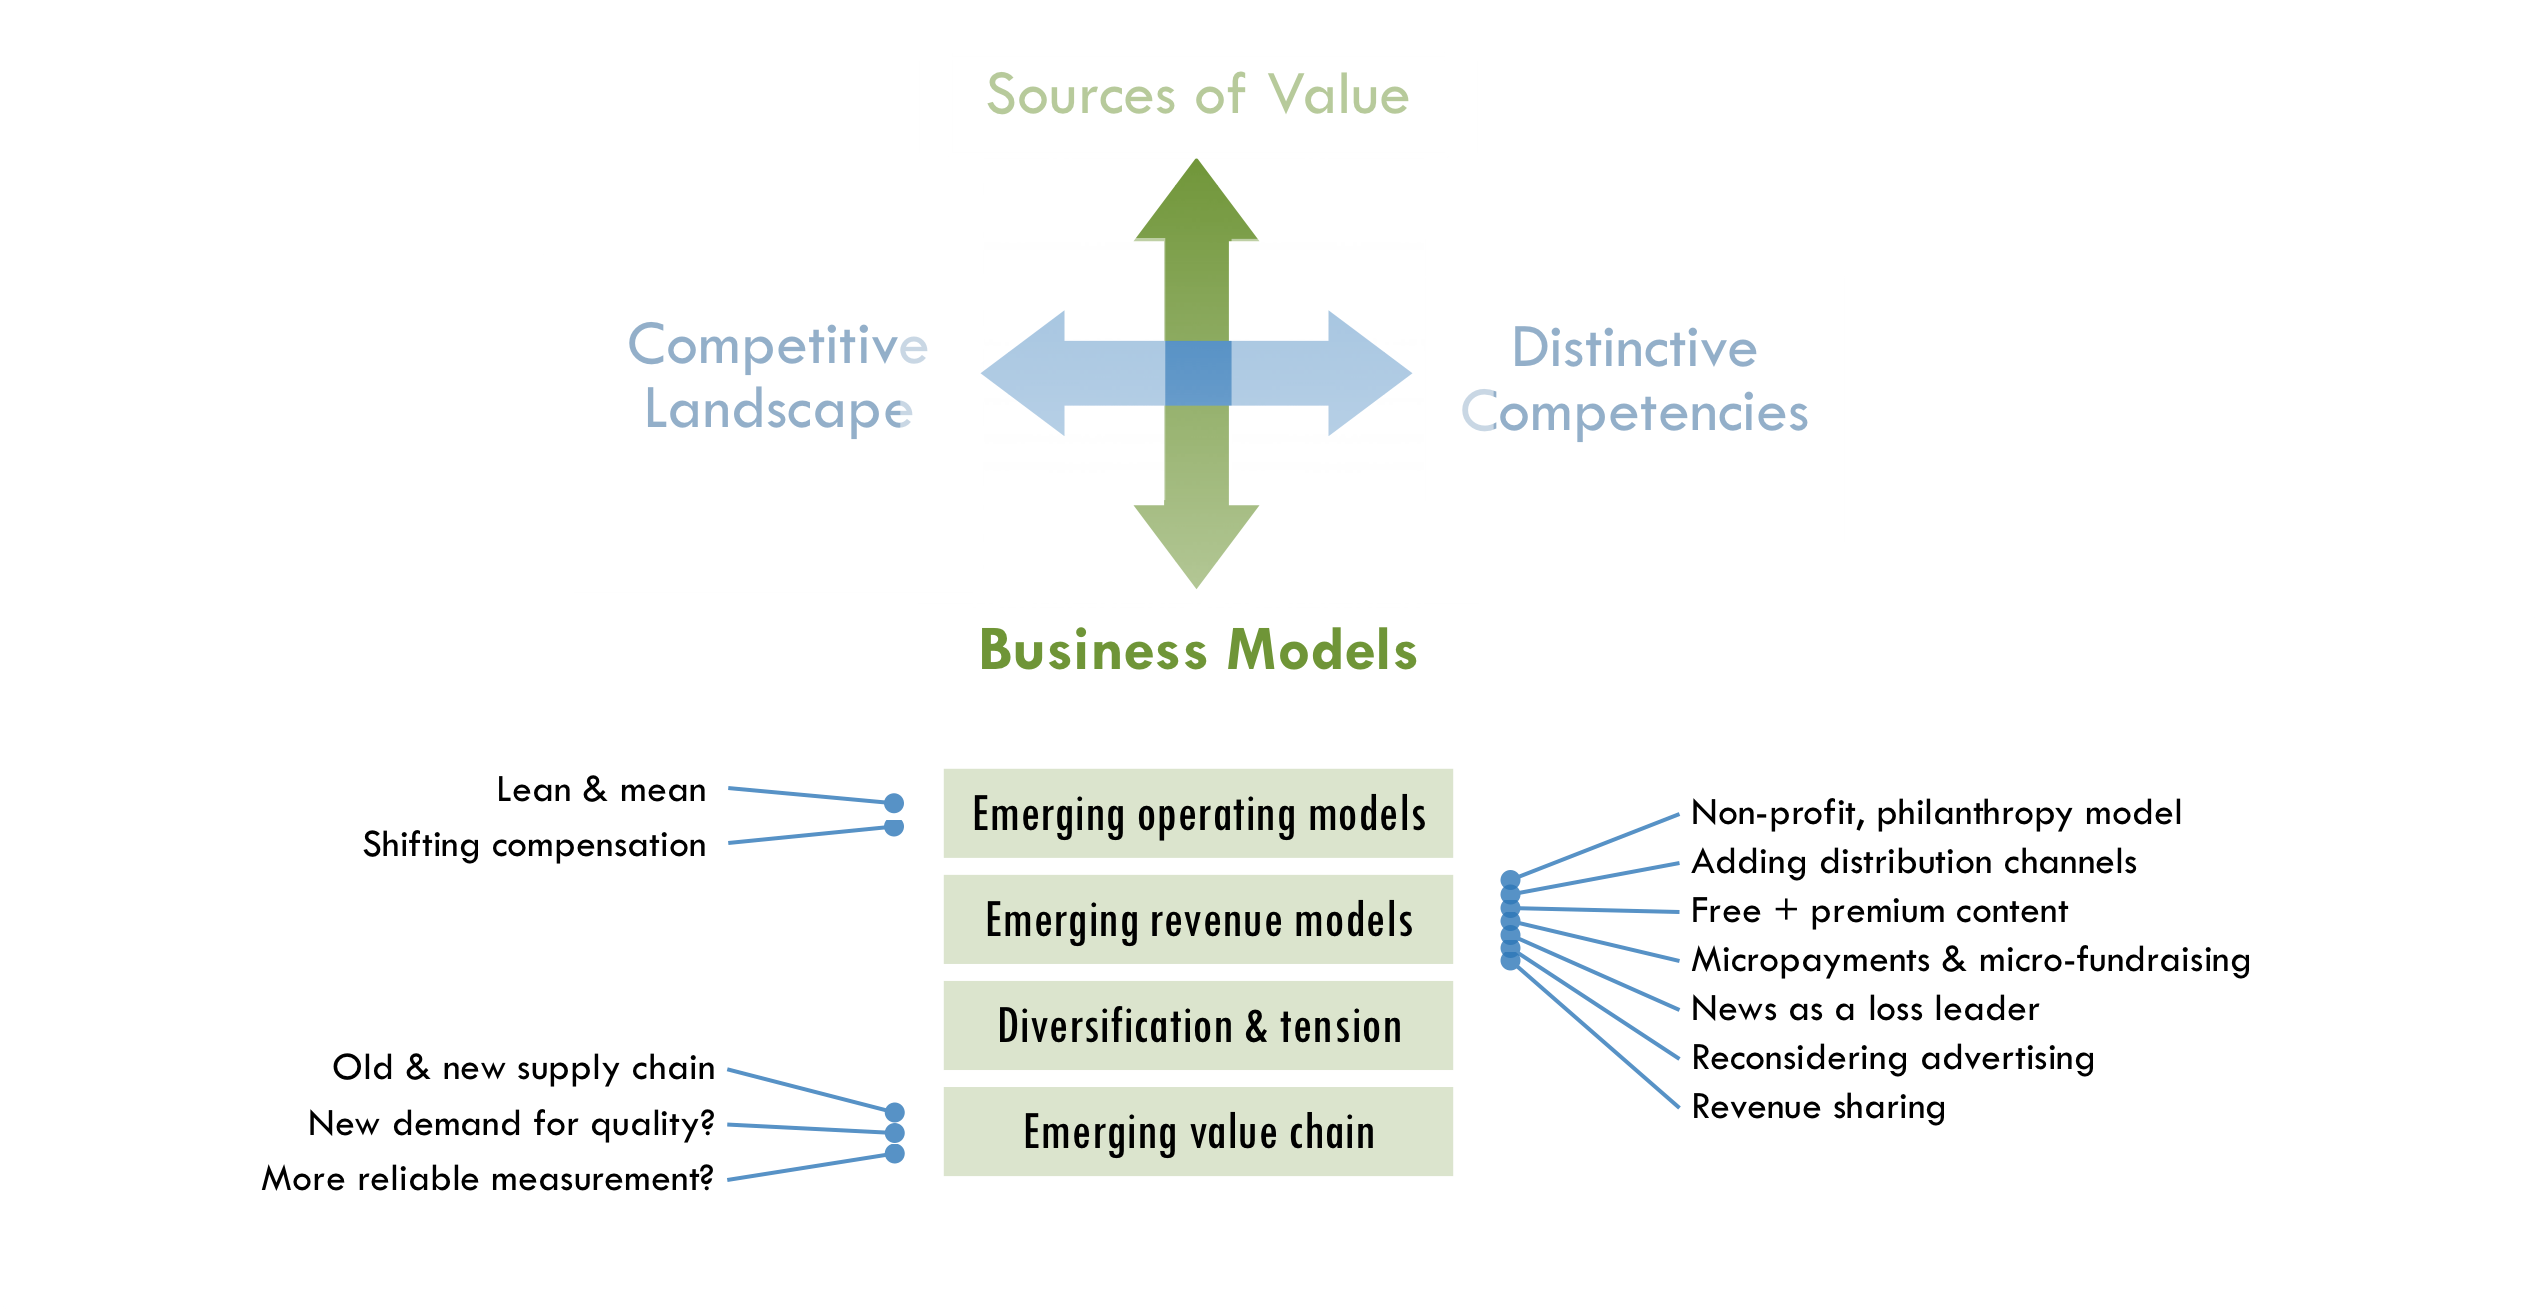 Sources of Value
Competitive
Landscape
Distinctive
Competencies
Business Models
Lean & mean
Shifting compensation
Old & new supply chain
New demand for quality?
More reliable measurement?
Emerging operating models
Emerging revenue models
Diversification & tension
Emerging value chain
Non-profit, philanthropy model
Adding distribution channels
Free + premium content
Micropayments & micro-fundraising
News as a loss leader
Reconsidering advertising
Revenue sharing